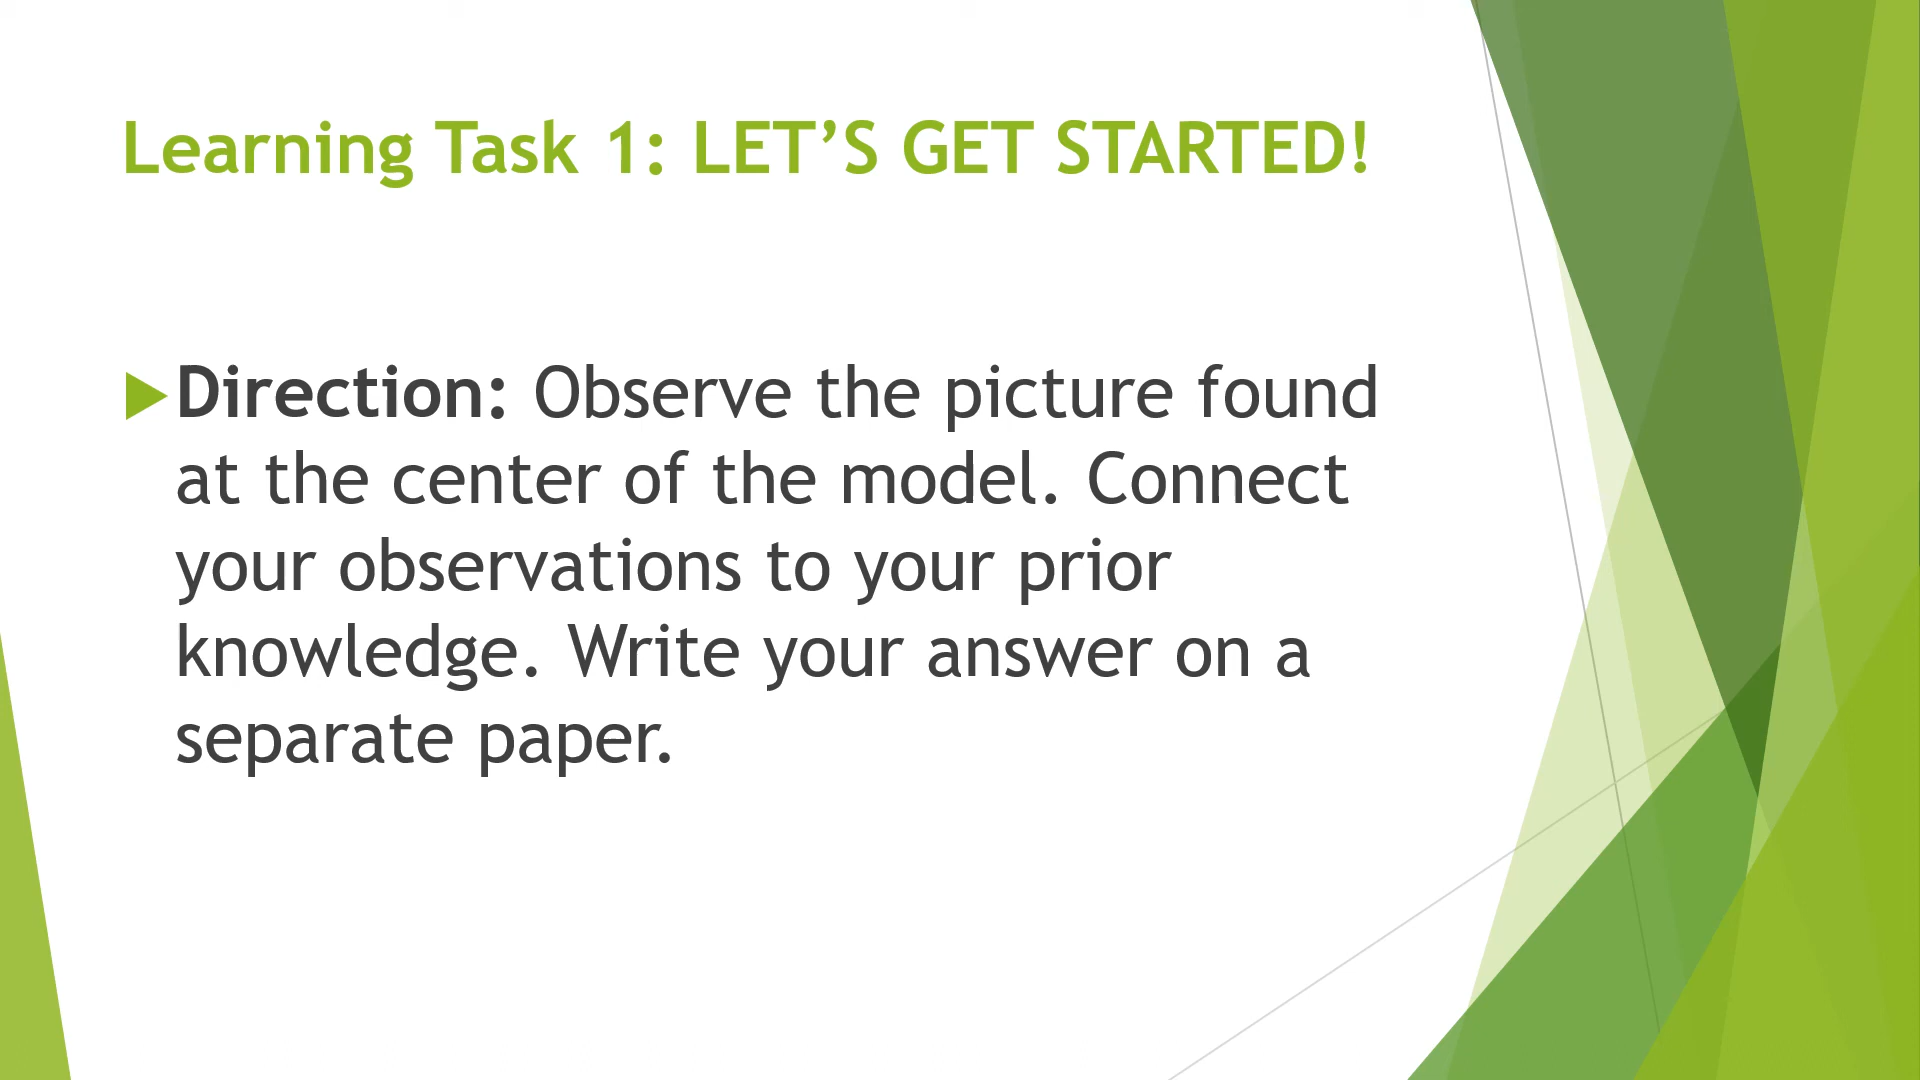 Learning Task 1: LET’S GET STARTED!
Direction: Observe the picture found
at the center of the model. Connect
your observations to your prior
knowledge. Write your answer on a
separate paper.